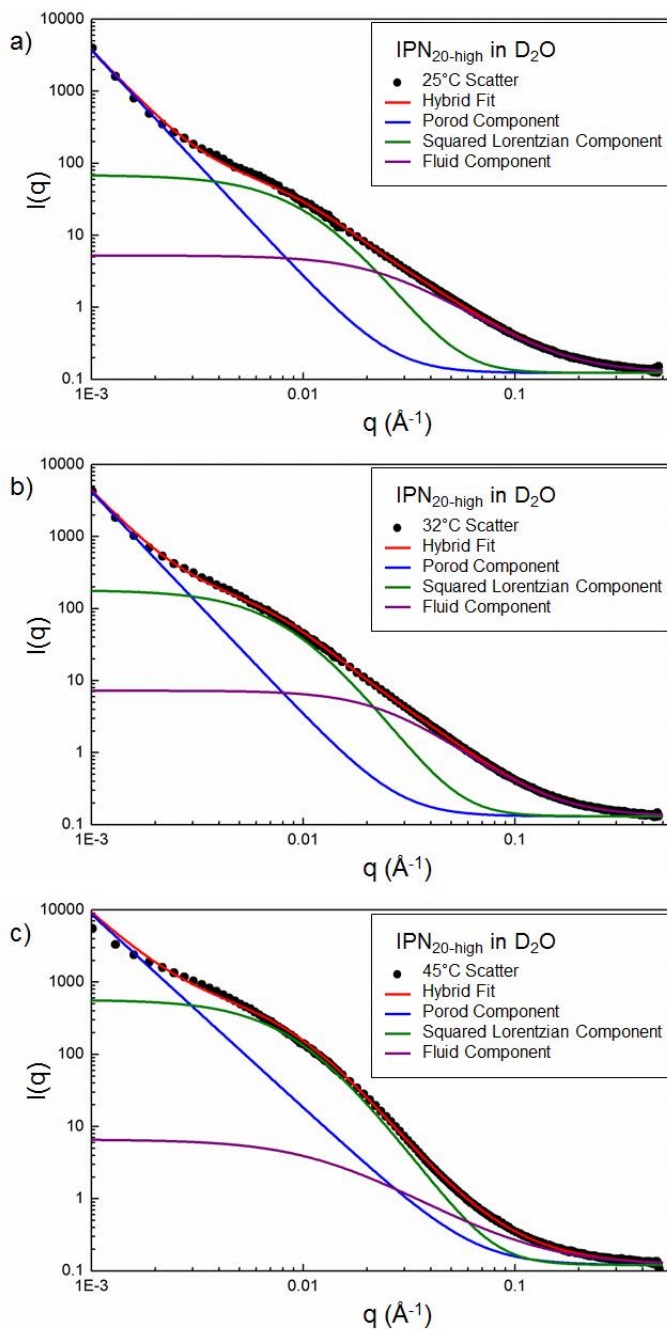 a)
10000
1000
100
10
1
0.1
I(q)
1E-3
0.01
0.1
q (Å⁻¹)
IPN₂₀₋ₕᵢgₕ in D₂O
25°C Scatter
Hybrid Fit
Porod Component
Squared Lorentzian Component
Fluid Component
b)
10000
1000
100
10
1
0.1
I(q)
1E-3
0.01
0.1
q (Å⁻¹)
IPN₂₀₋ₕᵢgₕ in D₂O
32°C Scatter
Hybrid Fit
Porod Component
Squared Lorentzian Component
Fluid Component
c)
10000
1000
100
10
1
0.1
I(q)
1E-3
0.01
0.1
q (Å⁻¹)
IPN₂₀₋ₕᵢgₕ in D₂O
45°C Scatter
Hybrid Fit
Porod Component
Squared Lorentzian Component
Fluid Component